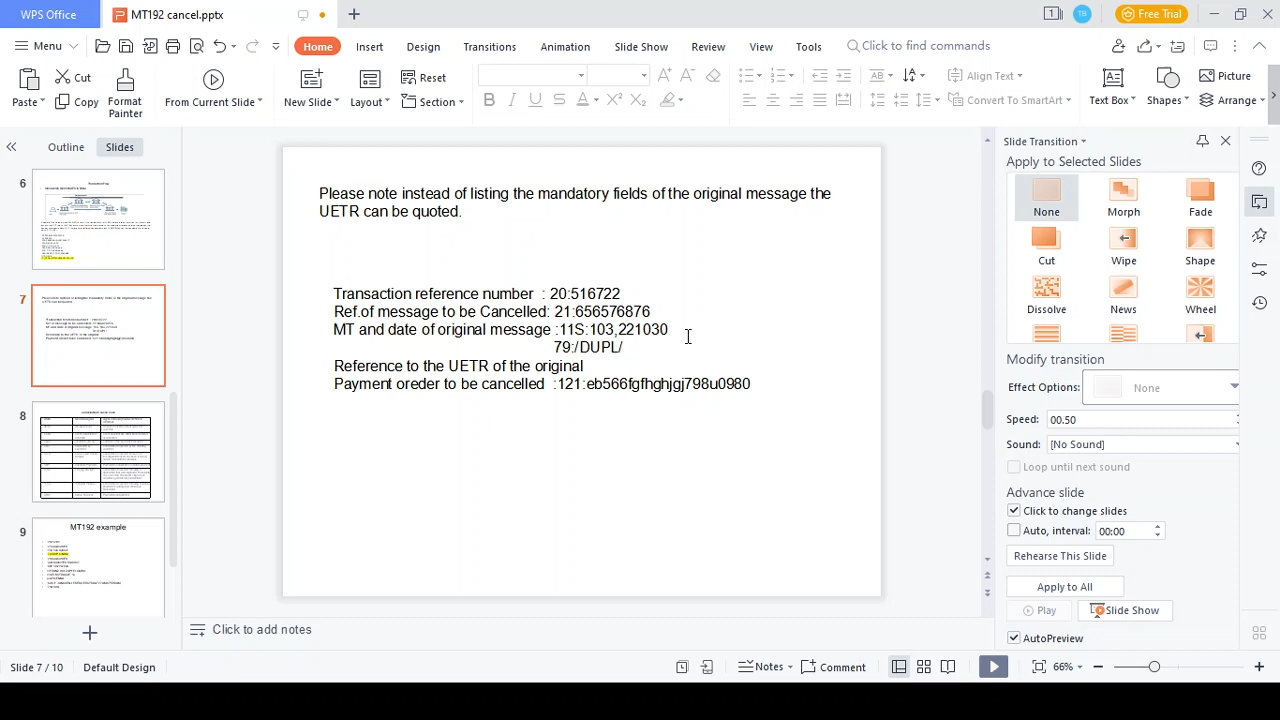 WPS Office
MT192 cancel.pptx
1
TB
Free Trial
Menu
Home
Insert
Design
Transitions
Animation
Slide Show
Review
View
Tools
Click to find commands
Paste
Cut
Copy
Format
Painter
From Current Slide
New Slide
Layout
Reset
Section
Align Text
Convert To SmartArt
Text Box
Shapes
Picture
Arrange
Outline
Slides
6
7
8
9
MT192 example
Please note instead of listing the mandatory fields of the original message the
UETR can be quoted.
Transaction reference number : 20:516722
Ref.of message to be Cancelled: 21:656576876
MT and date of original message :11S:103,221030
79:/DUPL/
Reference to the UETR of the original
Payment oreder to be cancelled :121:eb566fgfhghjgj798u0980
Slide Transition
Apply to Selected Slides
None
Morph
Fade
Cut
Wipe
Shape
Dissolve
News
Wheel
Modify transition
Effect Options:
None
Speed:
00.50
Sound:
[No Sound]
Loop until next sound
Advance slide
Click to change slides
Auto, interval:
00:00
Rehearse This Slide
Apply to All
Play
Slide Show
AutoPreview
Click to add notes
Slide 7 / 10
Default Design
Notes
Comment
66%